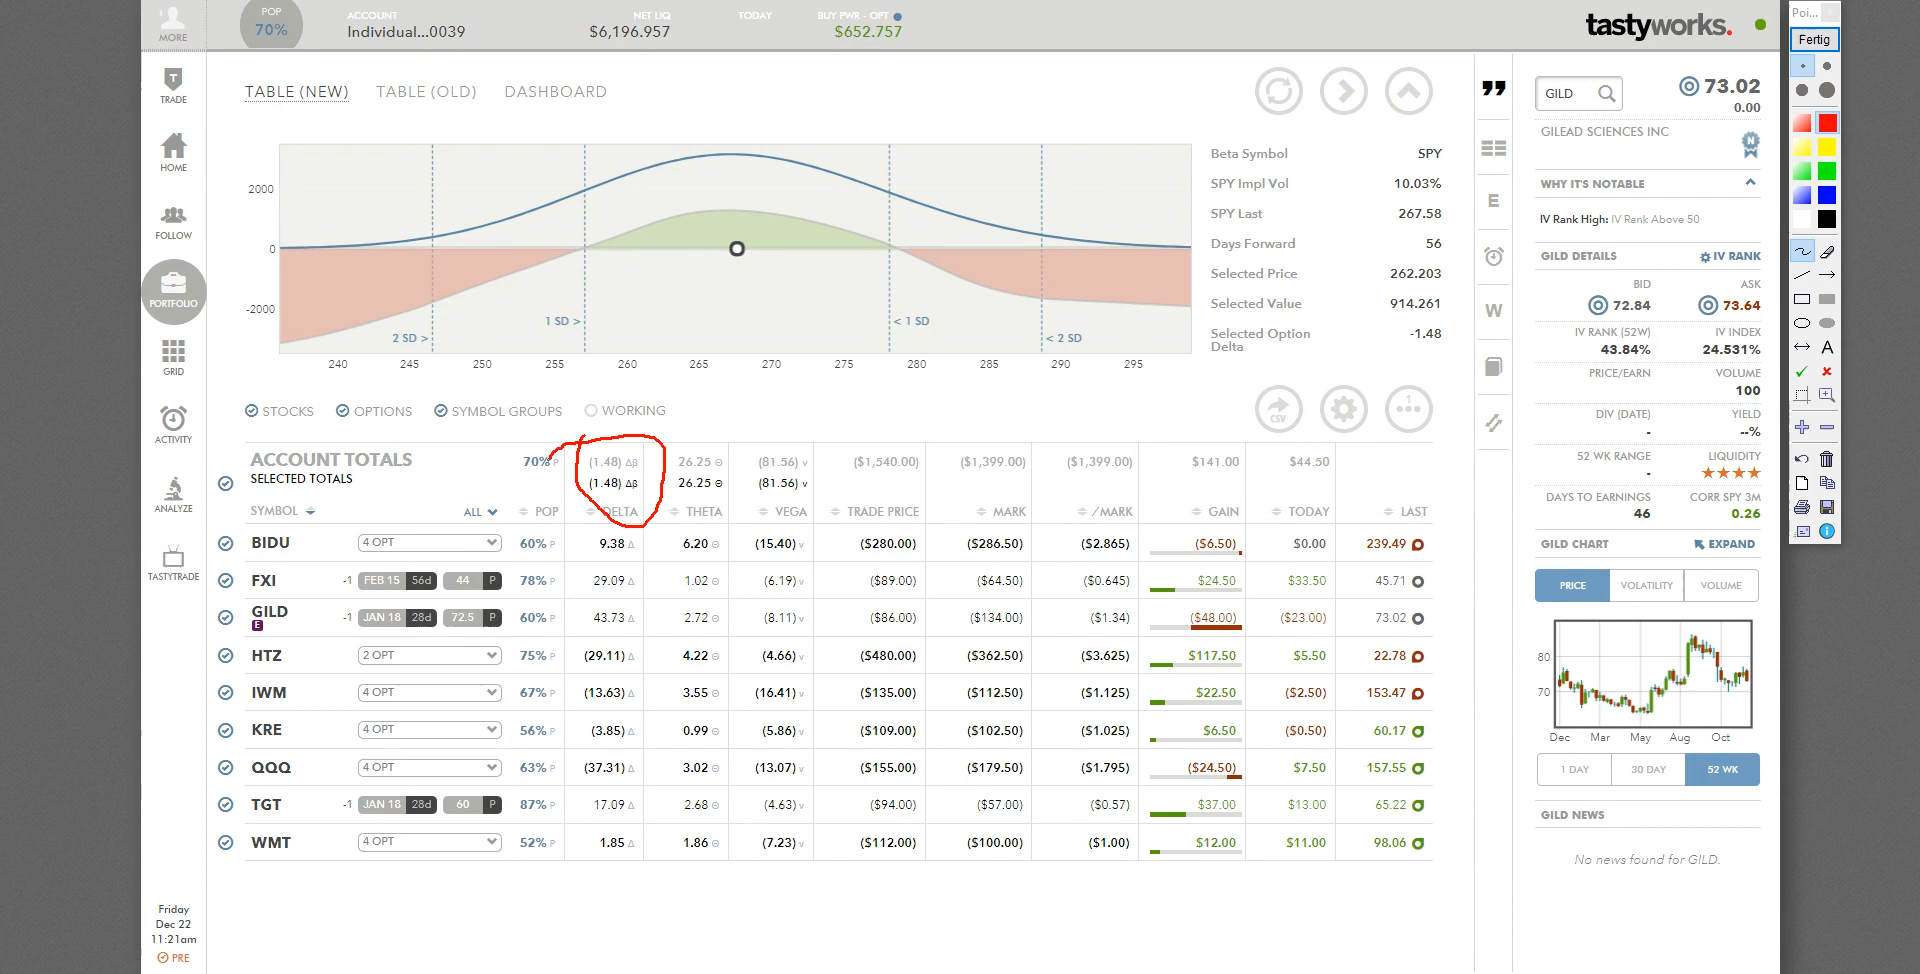 MORE
POP
70%
ACCOUNT
Individual...0039
NET LIQ
$6,196.957
TODAY
BUY PWR - OPT
$652.757
tastyworks.
Poi...
Fertig
TRADE
HOME
FOLLOW
PORTFOLIO
GRID
ACTIVITY
ANALYZE
TASTYTRADE
Friday
Dec 22
11:21am
PRE
TABLE (NEW) TABLE (OLD) DASHBOARD
2000
0
-2000
2 SD >
1 SD >
< 1 SD
< 2 SD
240 245 250 255 260 265 270 275 280 285 290 295
Beta Symbol SPY
SPY Impl Vol 10.03%
SPY Last 267.58
Days Forward 56
Selected Price 262.203
Selected Value 914.261
Selected Option -1.48
Delta
STOCKS OPTIONS SYMBOL GROUPS WORKING
CSV
1
ACCOUNT TOTALS 70% P (1.48) Δβ 26.25 Θ (81.56) v ($1,540.00) ($1,399.00) ($1,399.00) $141.00 $44.50
SELECTED TOTALS (1.48) Δβ 26.25 Θ (81.56) v
SYMBOL ALL POP DELTA THETA VEGA TRADE PRICE MARK /MARK GAIN TODAY LAST
BIDU 4 OPT 60% P 9.38 Δ 6.20 Θ (15.40) v ($280.00) ($286.50) ($2.865) ($6.50) $0.00 239.49
FXI -1 FEB 15 56d 44 P 78% P 29.09 Δ 1.02 Θ (6.19) v ($89.00) ($64.50) ($0.645) $24.50 $33.50 45.71
GILD -1 JAN 18 28d 72.5 P 60% P 43.73 Δ 2.72 Θ (8.11) v ($86.00) ($134.00) ($1.34) ($48.00) ($23.00) 73.02
E
HTZ 2 OPT 75% P (29.11) Δ 4.22 Θ (4.66) v ($480.00) ($362.50) ($3.625) $117.50 $5.50 22.78
IWM 4 OPT 67% P (13.63) Δ 3.55 Θ (16.41) v ($135.00) ($112.50) ($1.125) $22.50 ($2.50) 153.47
KRE 4 OPT 56% P (3.85) Δ 0.99 Θ (5.86) v ($109.00) ($102.50) ($1.025) $6.50 ($0.50) 60.17
QQQ 4 OPT 63% P (37.31) Δ 3.02 Θ (13.07) v ($155.00) ($179.50) ($1.795) ($24.50) $7.50 157.55
TGT -1 JAN 18 28d 60 P 87% P 17.09 Δ 2.68 Θ (4.63) v ($94.00) ($57.00) ($0.57) $37.00 $13.00 65.22
WMT 4 OPT 52% P 1.85 Δ 1.86 Θ (7.23) v ($112.00) ($100.00) ($1.00) $12.00 $11.00 98.06
E
W
GILD 73.02
0.00
GILEAD SCIENCES INC
N
WHY IT'S NOTABLE
IV Rank High: IV Rank Above 50
GILD DETAILS IV RANK
BID ASK
72.84 73.64
IV RANK (52W) IV INDEX
43.84% 24.531%
PRICE/EARN VOLUME
100
DIV (DATE) YIELD
- --%
52 WK RANGE LIQUIDITY
-
DAYS TO EARNINGS CORR SPY 3M
46 0.26
GILD CHART EXPAND
PRICE VOLATILITY VOLUME
80
70
Dec Mar May Aug Oct
1 DAY 30 DAY 52 WK
GILD NEWS
No news found for GILD.
A